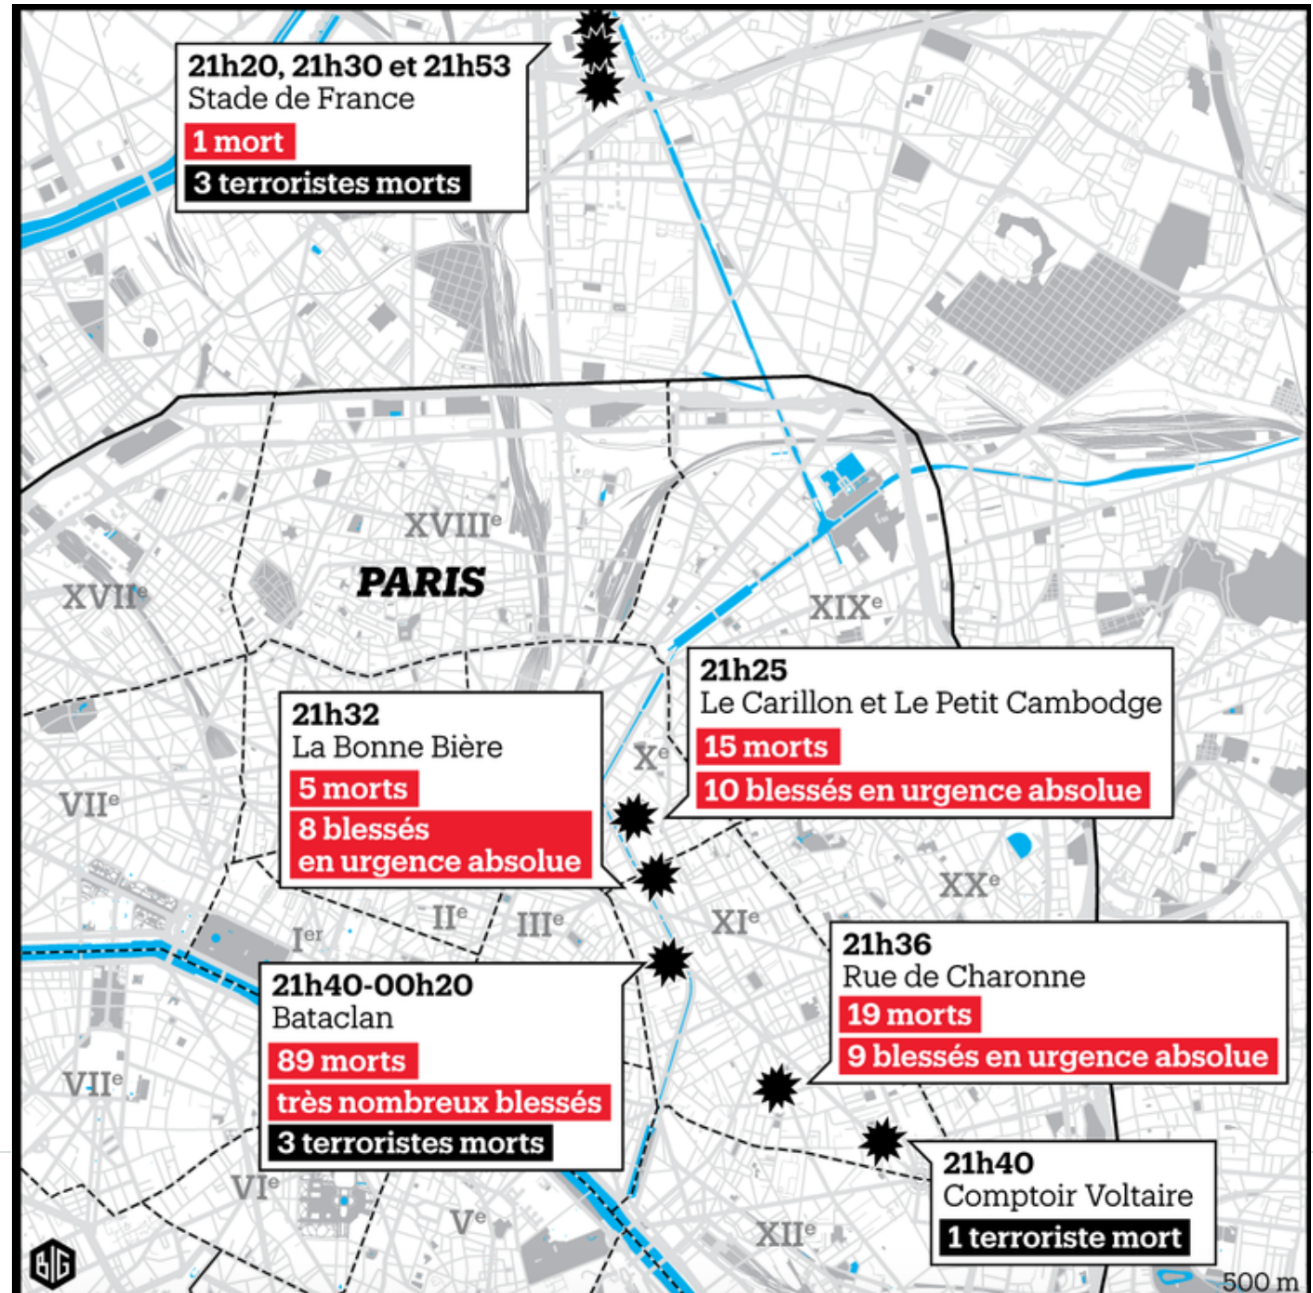 21h20, 21h30 et 21h53
Stade de France
1 mort
3 terroristes morts
XVIIIe
PARIS
XVIIe
XIXe
21h25
Le Carillon et Le Petit Cambodge
15 morts
10 blessés en urgence absolue
21h32
La Bonne Bière
5 morts
8 blessés
en urgence absolue
Xe
VIIe
XXe
IIe
IIIe
XIe
Ier
21h36
Rue de Charonne
19 morts
9 blessés en urgence absolue
21h40-00h20
Bataclan
89 morts
très nombreux blessés
3 terroristes morts
VIIe
21h40
Comptoir Voltaire
1 terroriste mort
VIe
Ve
XIIe
BIG
500 m